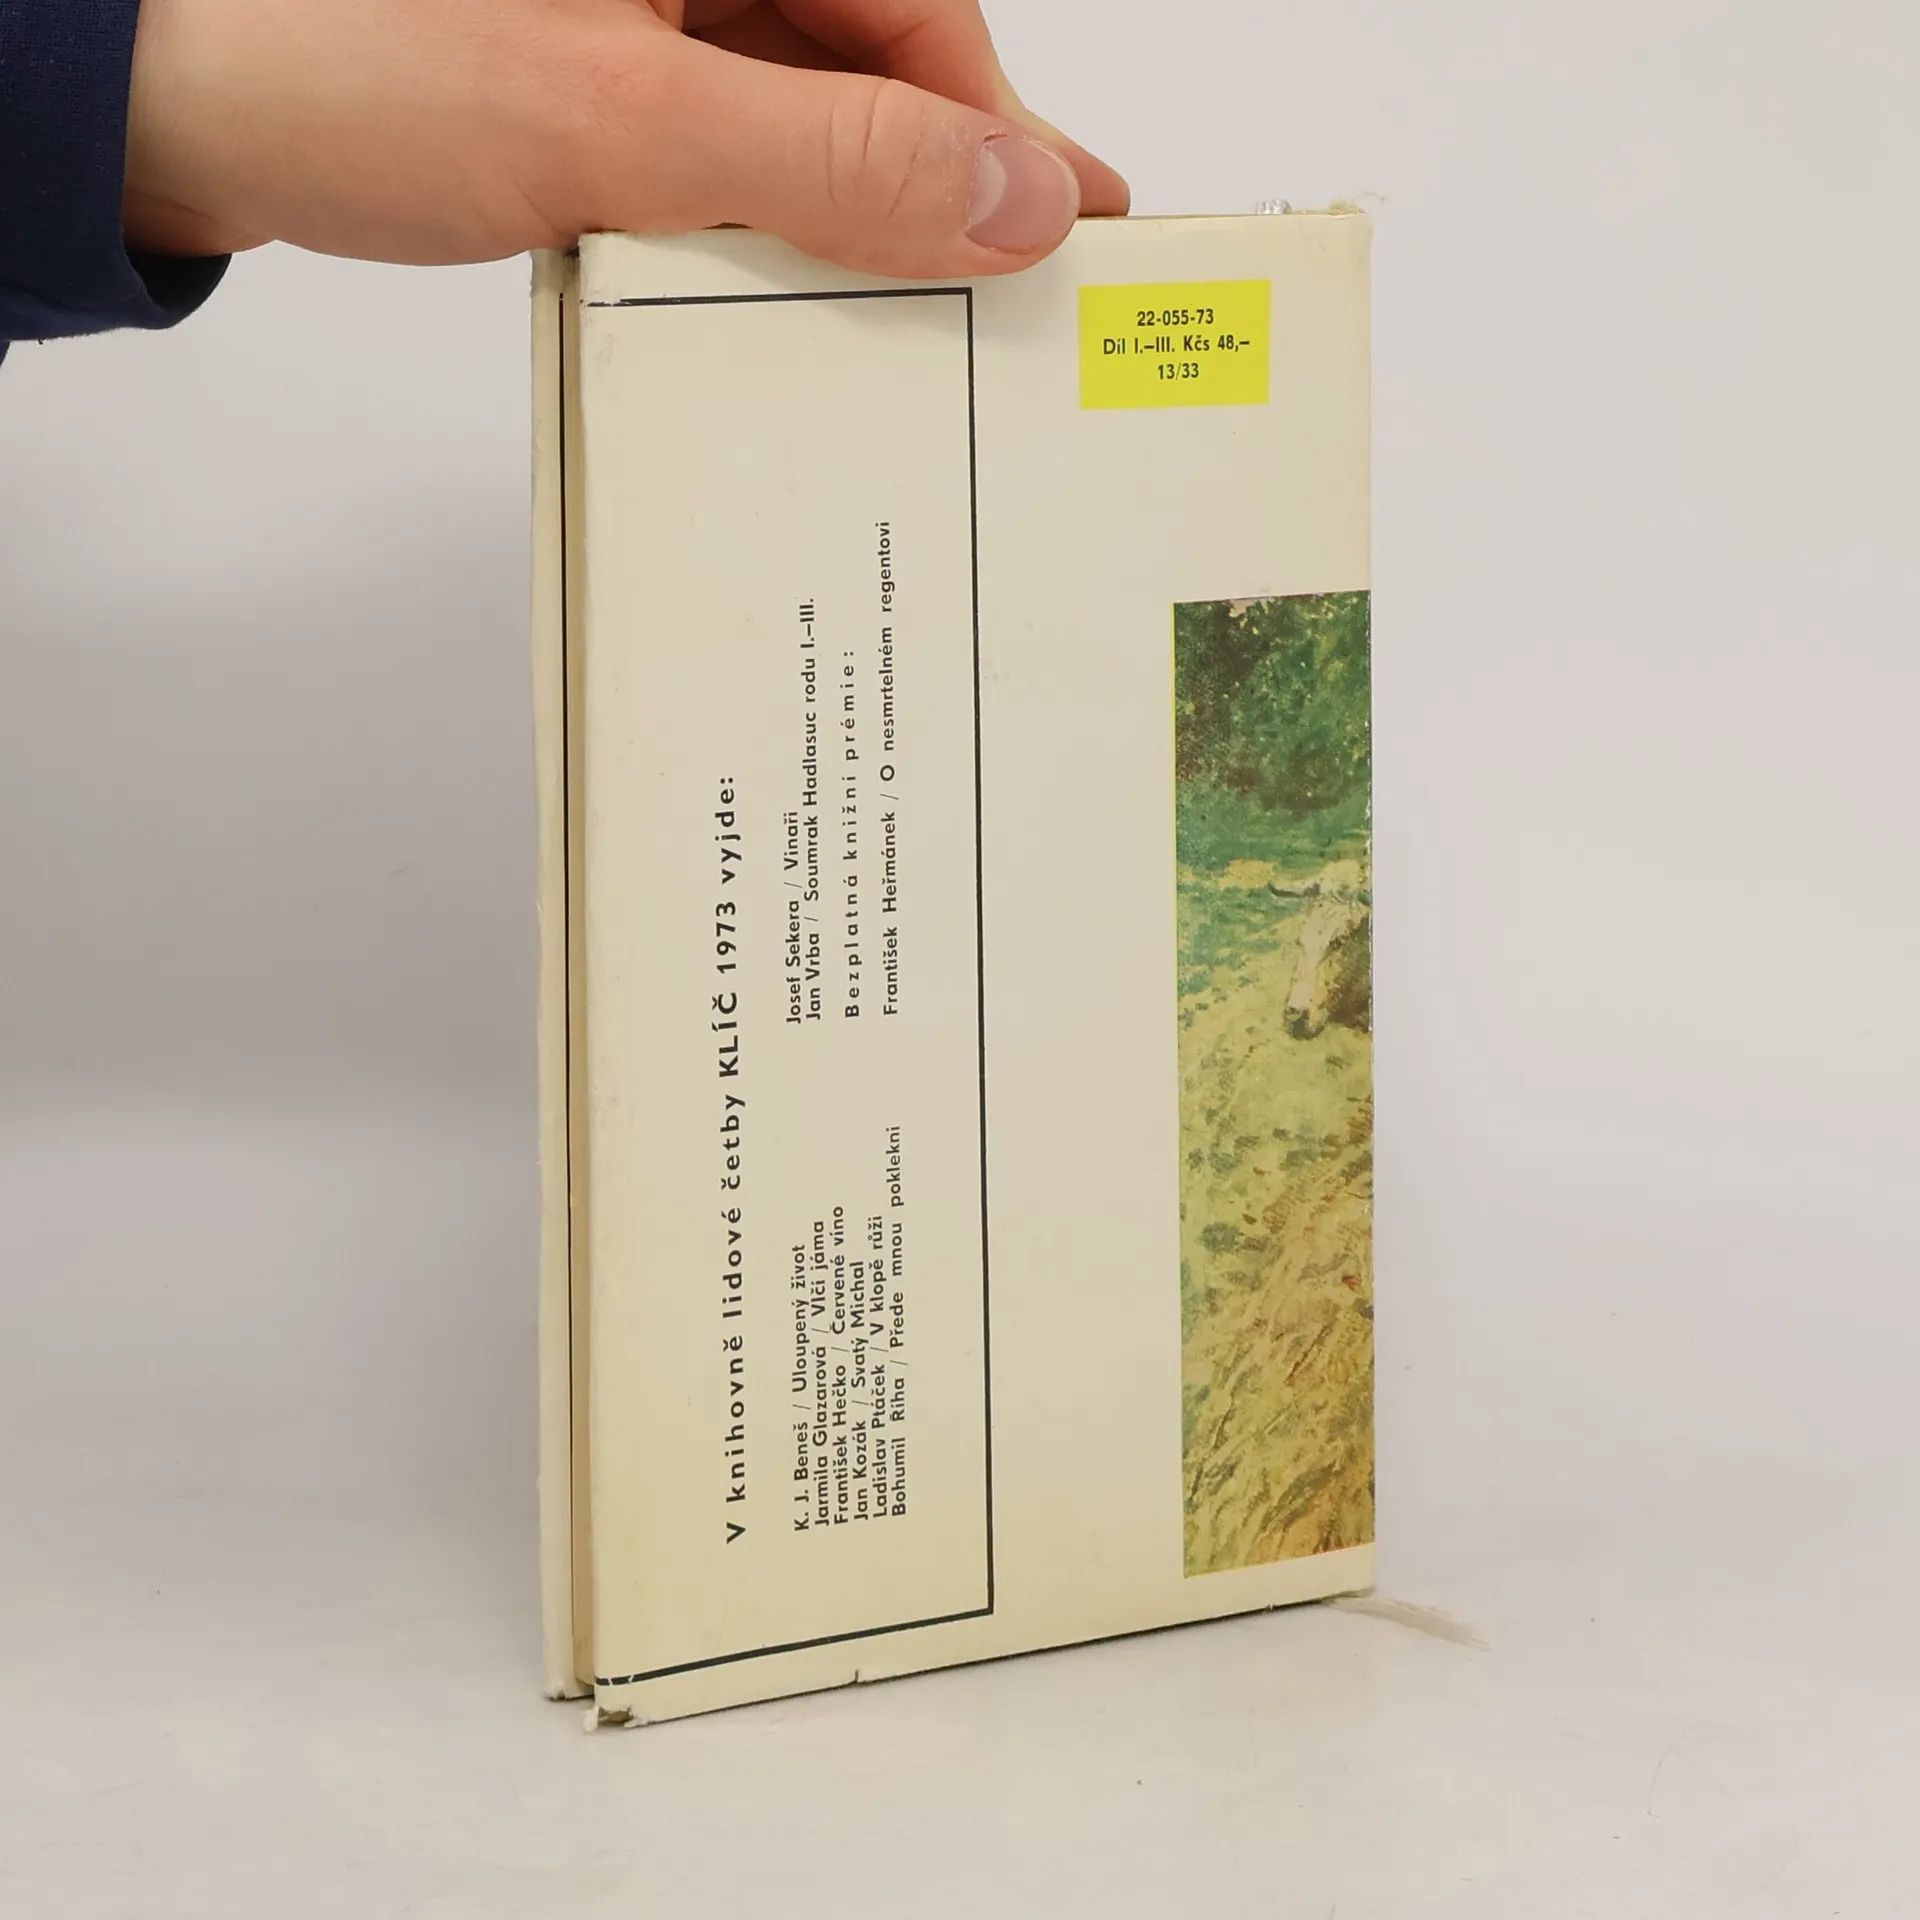 22-055-73
Díl I.–III. Kčs 48,–
13/33
V knihovně lidové četby KLÍČ 1973 vyjde:
K. J. Beneš / Uloupený život
Jarmila Glazarová / Vlčí jáma
František Hečko / Červené víno
Jan Kozák / Svatý Michal
Ladislav Ptáček / V klopě růži
Bohumil Říha / Přede mnou poklekni
Josef Sekera / Vinaři
Jan Vrba / Soumrak Hadlasuc rodu I.–III.
Bezplatná knižní prémie:
František Heřmánek / O nesmrtelném regentovi